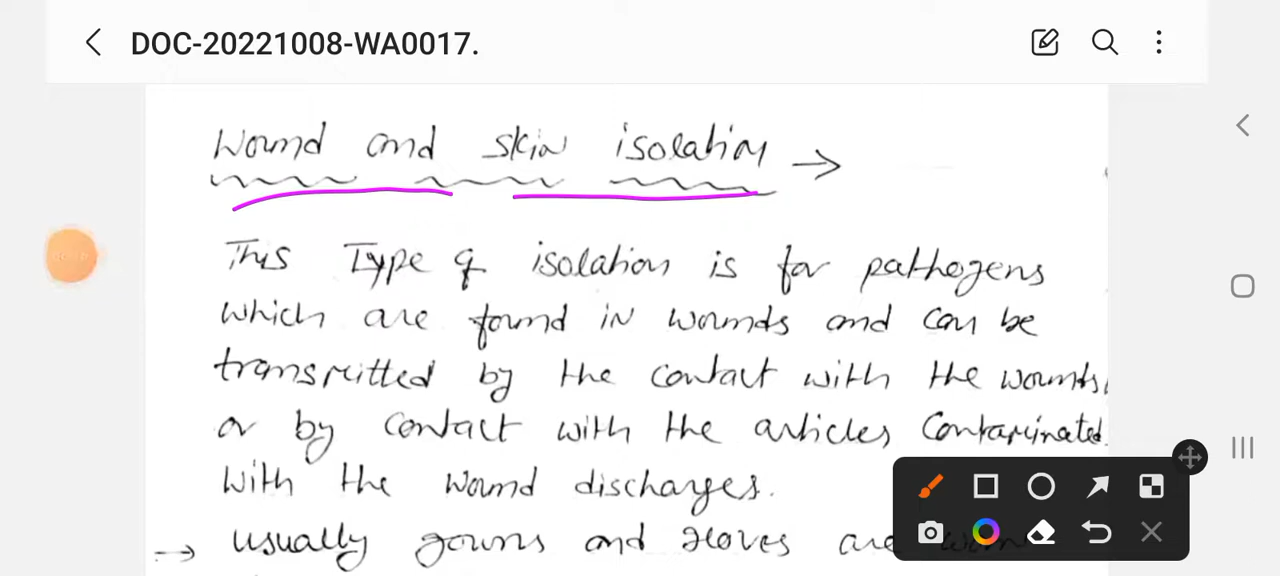 DOC-20221008-WA0017.
Wound and skin isolation →
This Type of isolation is for pathogens
which are found in wounds and can be
transmitted by the contact with the wounds,
or by contact with the articles Contaminated
with the wound discharges.
→ usually gowns and gloves are worn